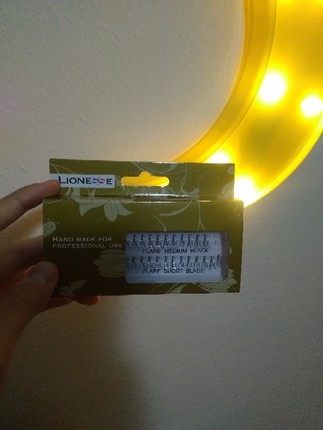 LIONESSE
HAND MADE FOR
PROFESSIONAL USE
FLARE MEDIUM BLACK
FLARE SHORT BLACK